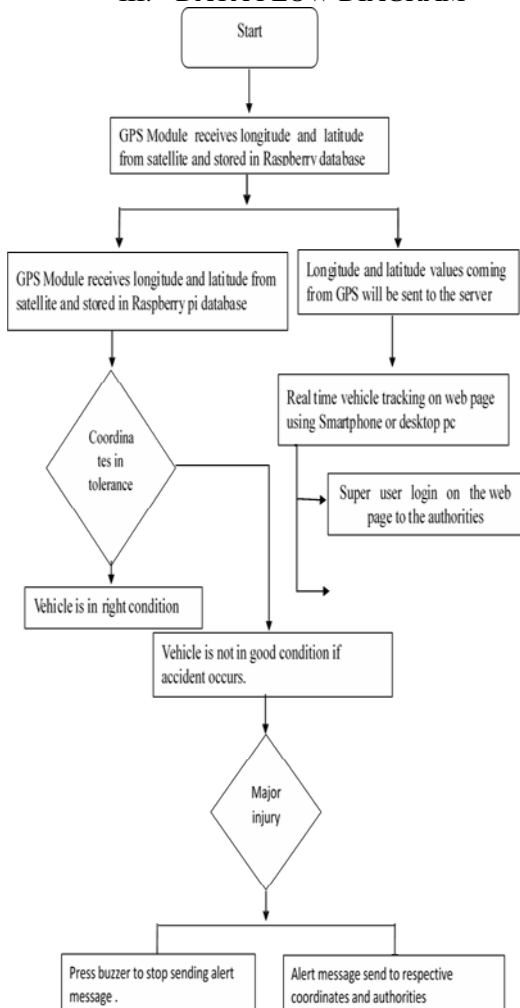 III. DATA FLOW DIAGRAM
Start
GPS Module receives longitude and latitude
from satellite and stored in Raspberry database
GPS Module receives longitude and latitude from
satellite and stored in Raspberry pi database
Longitude and latitude values coming
from GPS will be sent to the server
Real time vehicle tracking on web page
using Smartphone or desktop pc
Coordina
tes in
tolerance
Super user login on the web
page to the authorities
Vehicle is in right condition
Vehicle is not in good condition if
accident occurs.
Major
injury
Press buzzer to stop sending alert
message .
Alert message send to respective
coordinates and authorities